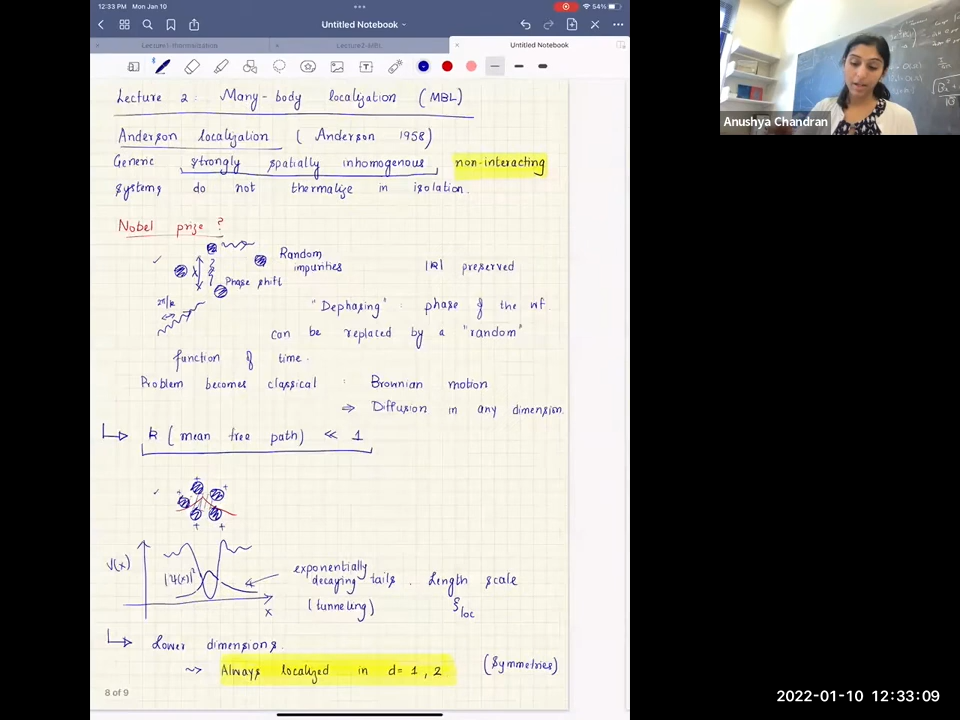 12:33 PM Mon Jan 10
54%
Untitled Notebook
Lecture1-thermalisation
Lecture2-MBL
Untitled Notebook
Lecture 2: Many-body localization (MBL)
Anderson localization (Anderson 1958)
Generic strongly spatially inhomogenous non-interacting
systems do not thermalize in isolation.
Nobel prize?
Random
impurities
|k| preserved
λ
Phase shift
2π/k
"Dephasing": phase of the wf
can be replaced by a "random"
function of time.
Problem becomes classical : Brownian motion
⇒ Diffusion in any dimension.
k (mean free path) << 1
+ + + + +
V(x)
|Ψ(x)|²
x
exponentially
decaying tails. Length scale
(tunneling) ξloc
Lower dimensions.
Always localized in d= 1, 2 (Symmetries)
8 of 9
Anushya Chandran
2022-01-10 12:33:09